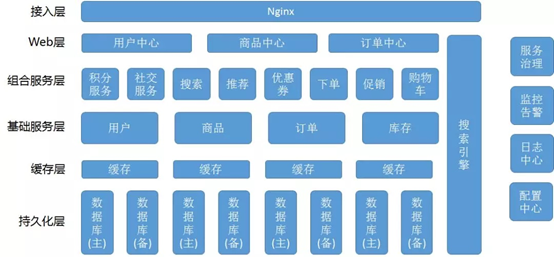 接入层
Nginx
Web层
用户中心
商品中心
订单中心
组合服务层
积分
服务
社交
服务
搜索
推荐
优惠
券
下单
促销
购物
车
基础服务层
用户
商品
订单
库存
缓存层
缓存
缓存
缓存
缓存
持久化层
数
据
库
(主)
数
据
库
(备)
数
据
库
(主)
数
据
库
(备)
数
据
库
(主)
数
据
库
(备)
数
据
库
(主)
数
据
库
(备)
搜
索
引
擎
服务
治理
监控
告警
日志
中心
配置
中心